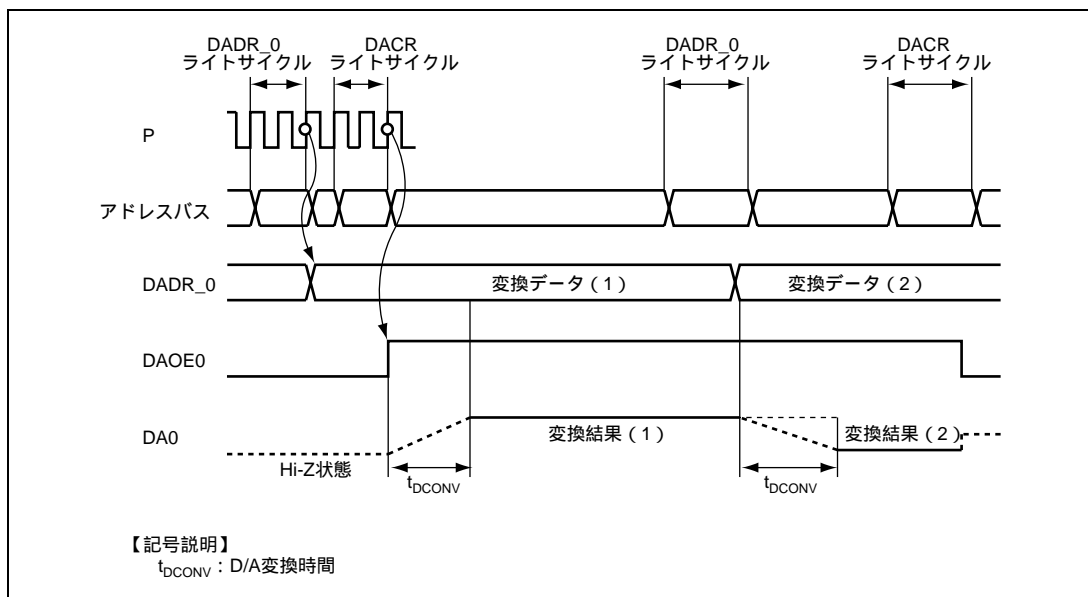 DADR_0
ライトサイクル
DACR
ライトサイクル
DADR_0
ライトサイクル
DACR
ライトサイクル
P
アドレスバス
DADR_0
変換データ（1）
変換データ（2）
DAOE0
DA0
変換結果（1）
変換結果（2）
Hi-Z状態
tDCONV
tDCONV
【記号説明】
tDCONV：D/A変換時間